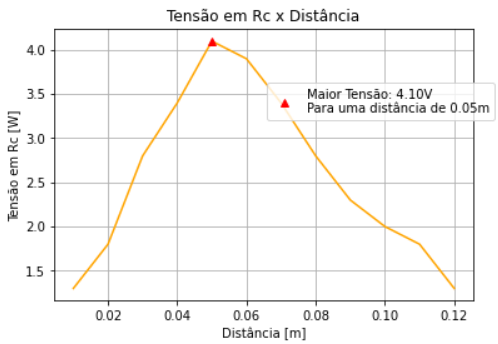 Tensão em Rc x Distância
Tensão em Rc [W]
4.0
3.5
3.0
2.5
2.0
1.5
Maior Tensão: 4.10V
Para uma distância de 0.05m
0.02 0.04 0.06 0.08 0.10 0.12
Distância [m]